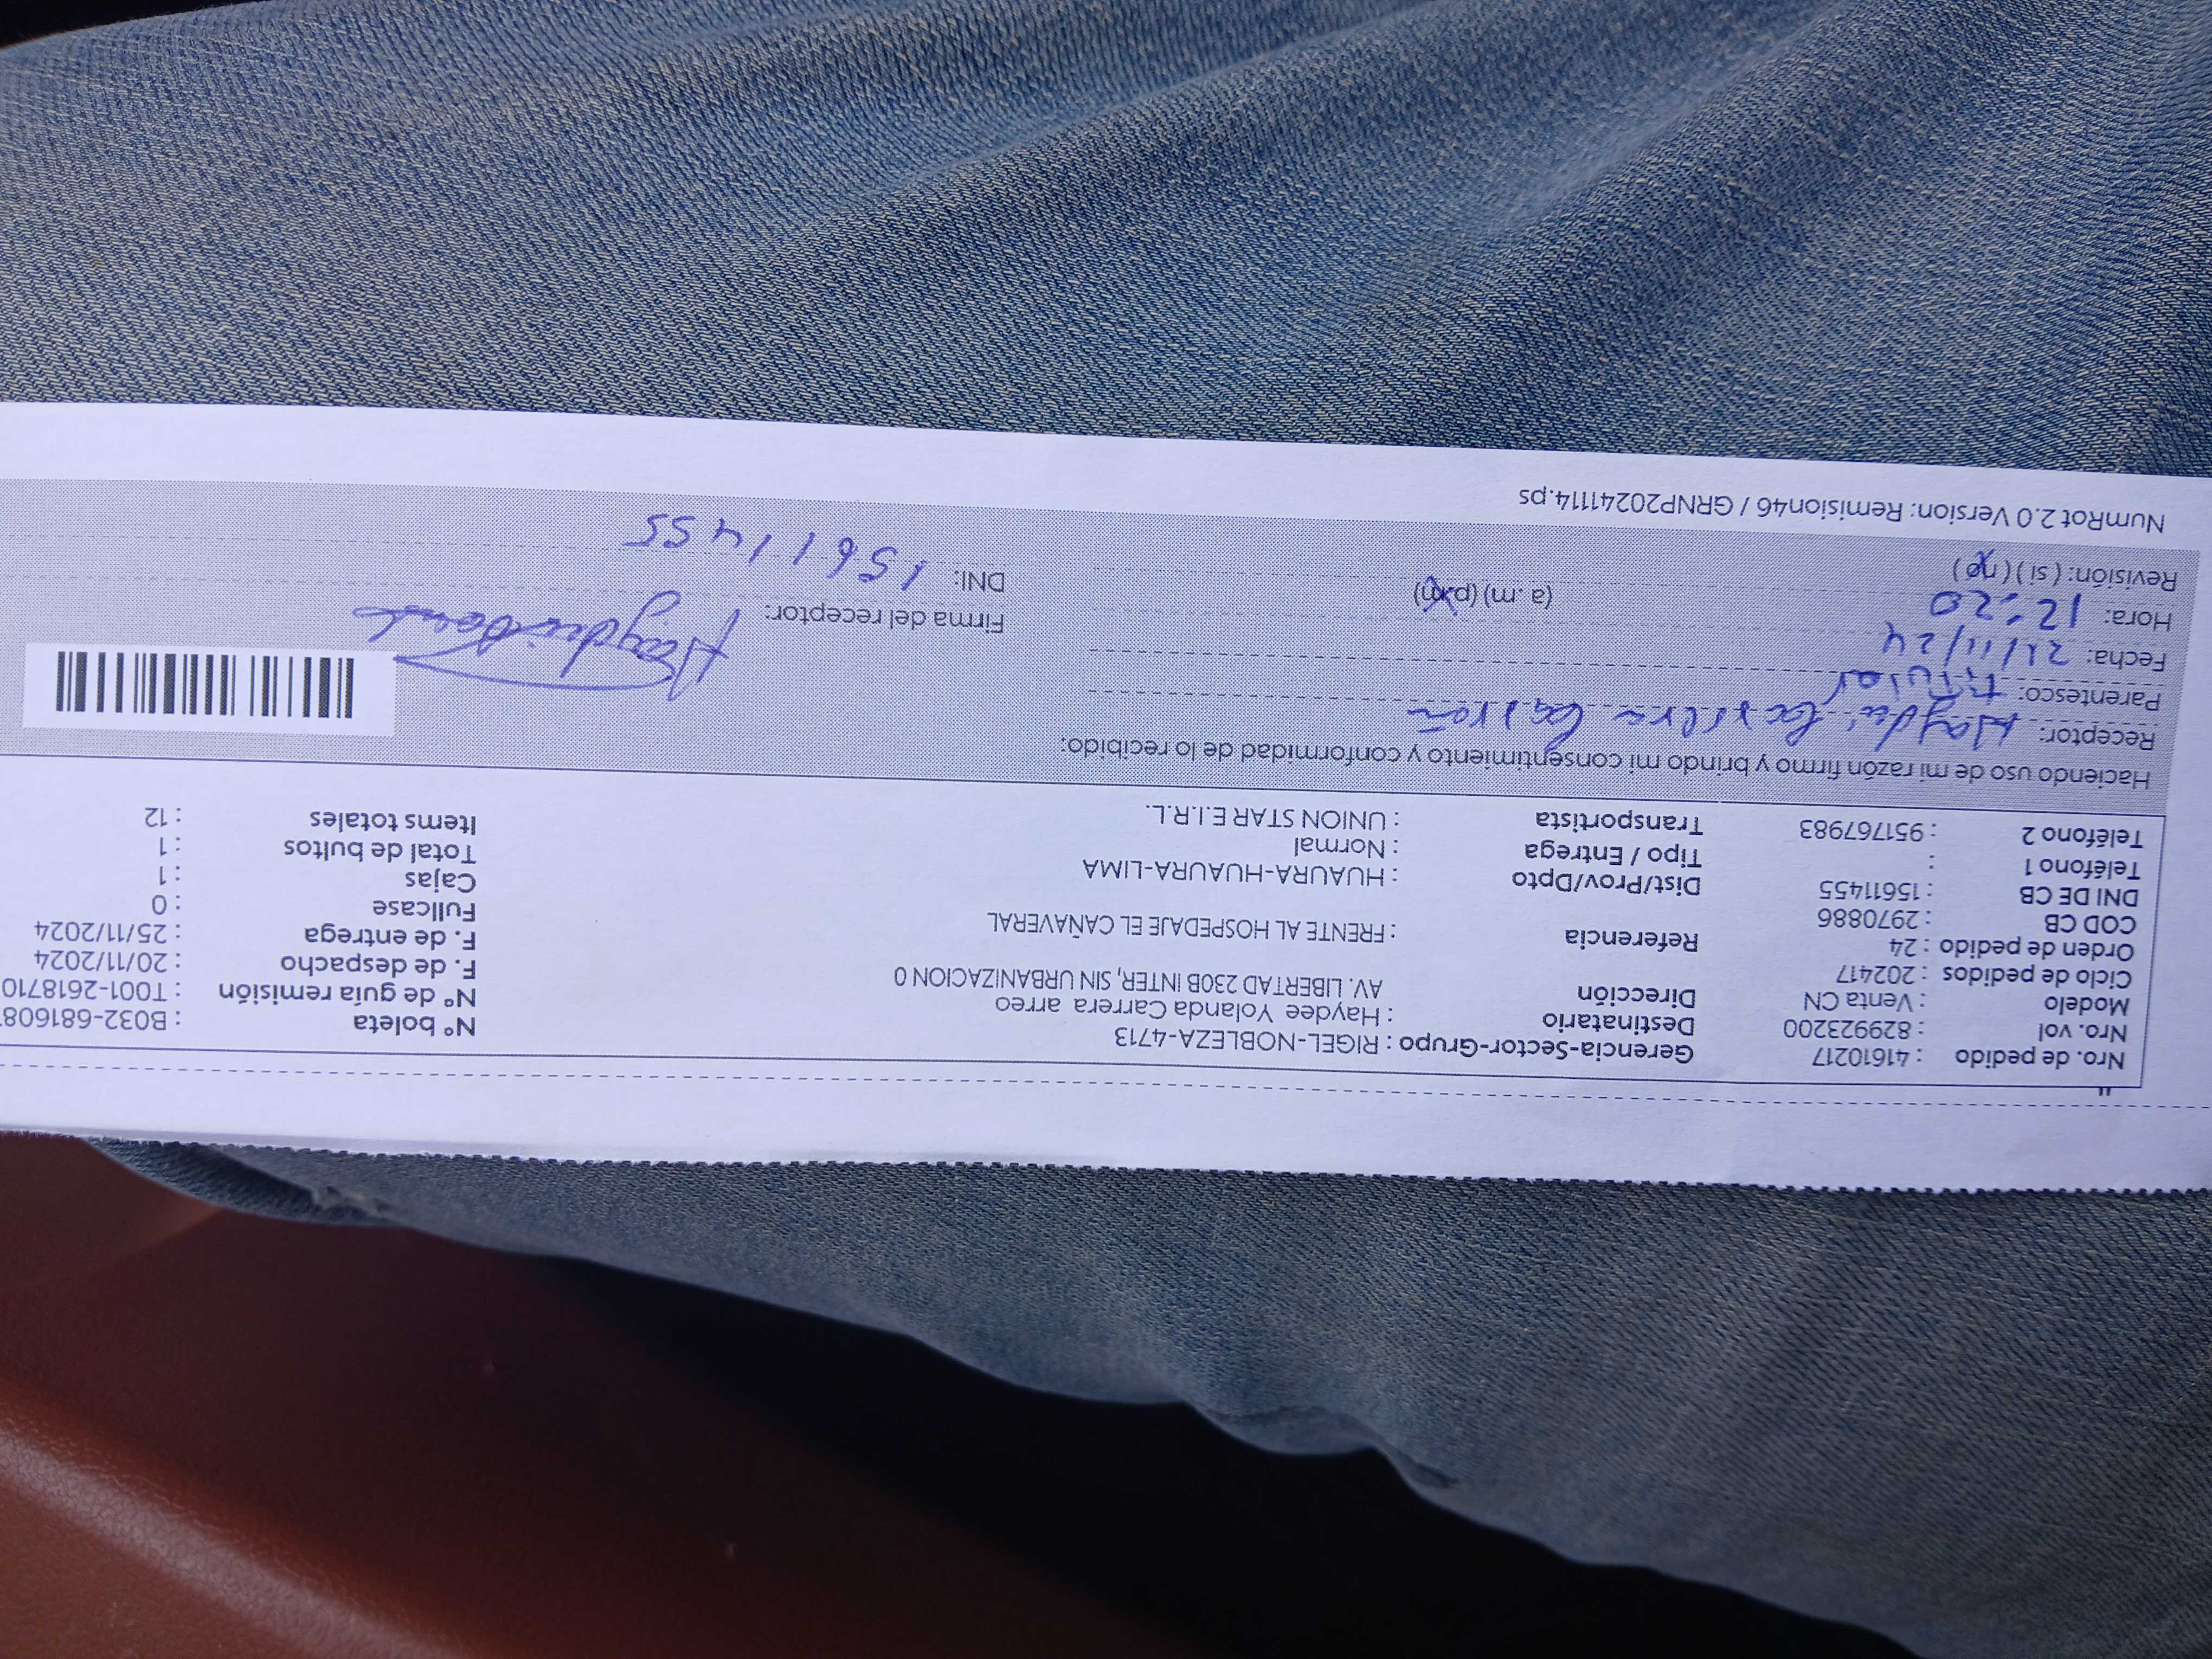 Nro. de pedido : 41610217 Gerencia-Sector-Grupo : RIGEL-NOBLEZA-4713 N° boleta : B032-681608
Nro. vol : 829923200 Destinatario : Haydee Yolanda Carrera arreo N° de guía remisión : T001-2618710
Modelo : Venta CN Dirección AV. LIBERTAD 230B INTER, SIN URBANIZACION 0 F. de despacho : 20/11/2024
Ciclo de pedidos : 202417 F. de entrega : 25/11/2024
Orden de pedido : 24 Referencia : FRENTE AL HOSPEDAJE EL CAÑAVERAL Fullcase : 0
COD CB : 2970886 Cajas : 1
DNI DE CB : 15611455 Dist/Prov/Dpto : HUAURA-HUAURA-LIMA Total de bultos : 1
Teléfono 1 : Tipo / Entrega : Normal Items totales : 12
Teléfono 2 : 951767983 Transportista : UNION STAR E.I.R.L.
Haciendo uso de mi razón firmo y brindo mi consentimiento y conformidad de lo recibido:
Receptor: Haydeé Carrera
Parentesco: titular
Fecha: 21/11/24 Firma del receptor:
Hora: 12:20 (a. m) (p.m) DNI: 15611455
Revisión: (si) (no)
NumRot 2.0 Version: Remision46 / GRNP20241114.ps